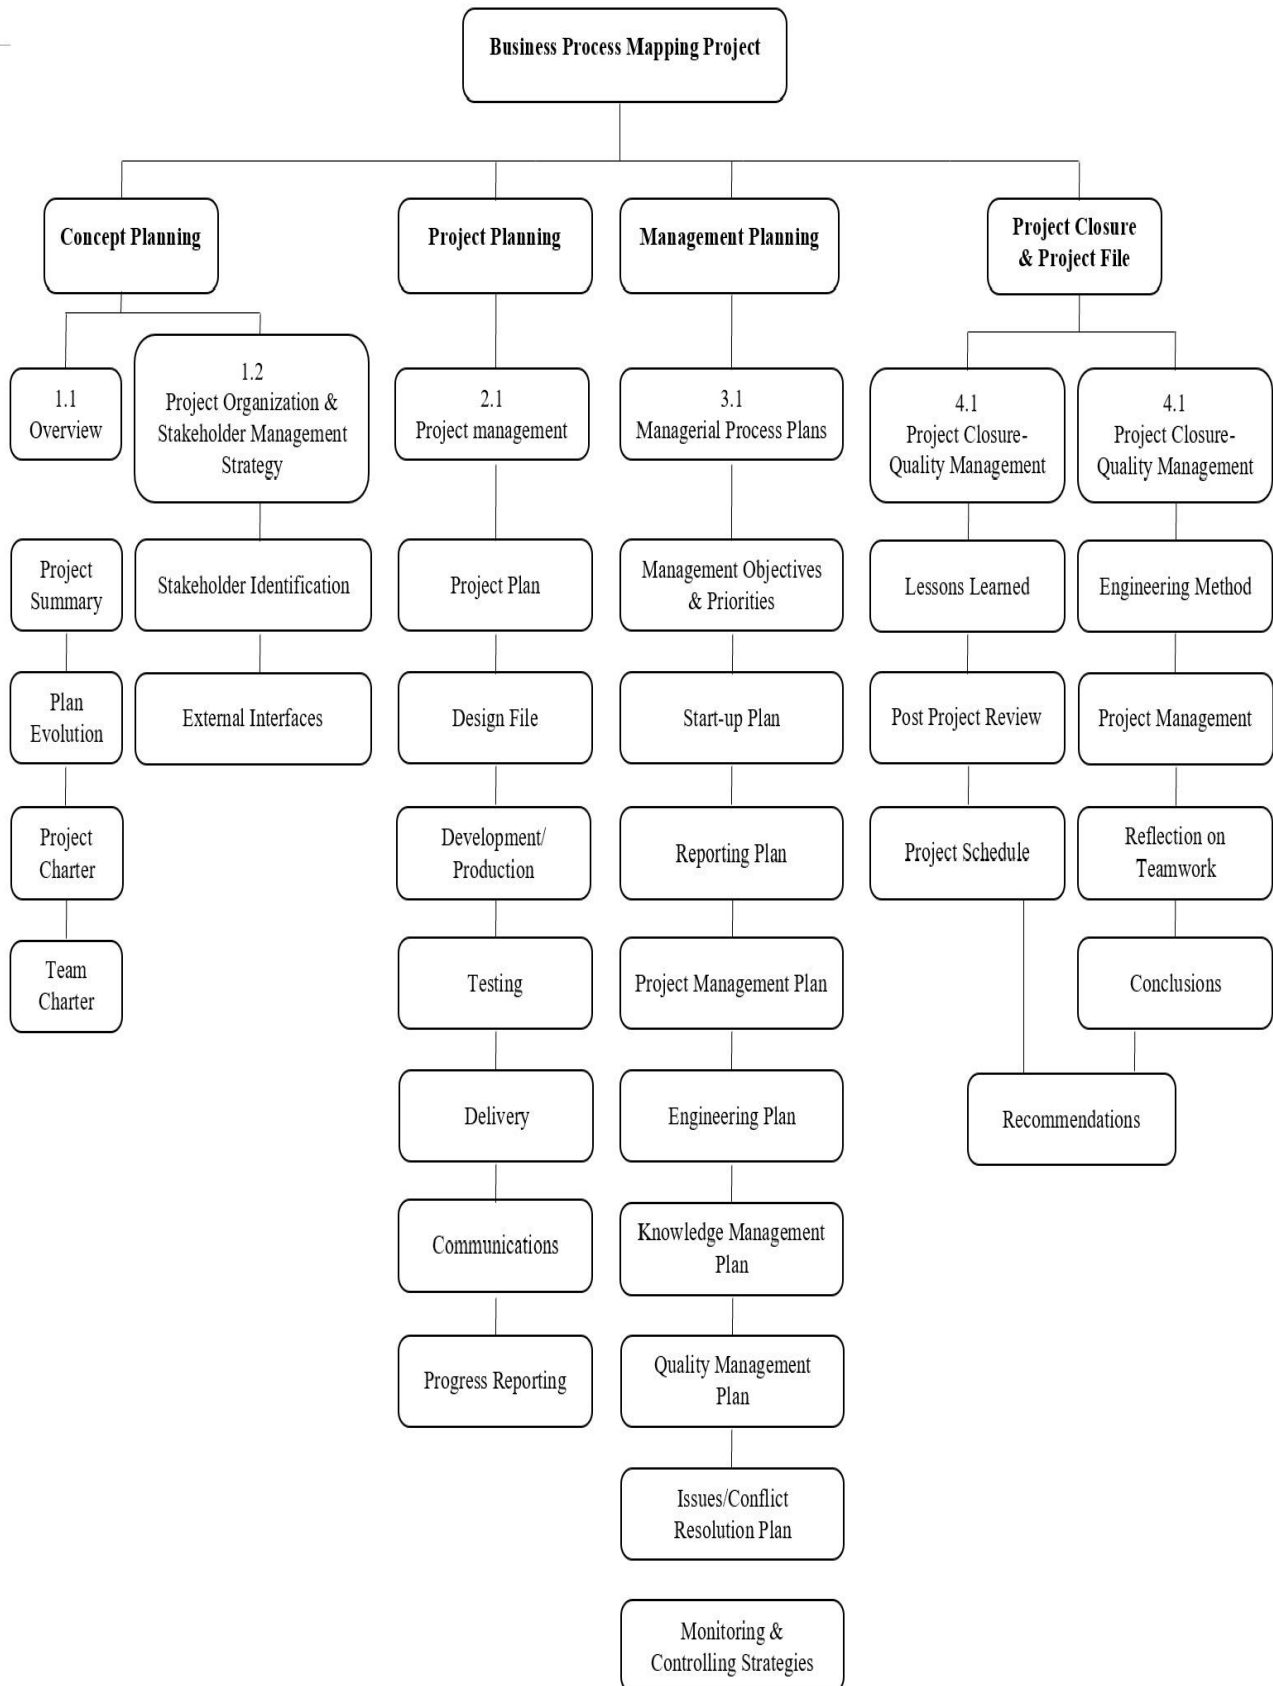 Business Process Mapping Project
Concept Planning
Project Planning
Management Planning
Project Closure
& Project File
1.1
Overview
1.2
Project Organization &
Stakeholder Management
Strategy
2.1
Project management
3.1
Managerial Process Plans
4.1
Project Closure-
Quality Management
4.1
Project Closure-
Quality Management
Project
Summary
Stakeholder Identification
Project Plan
Management Objectives
& Priorities
Lessons Learned
Engineering Method
Plan
Evolution
External Interfaces
Design File
Start-up Plan
Post Project Review
Project Management
Project
Charter
Development/
Production
Reporting Plan
Project Schedule
Reflection on
Teamwork
Team
Charter
Testing
Project Management Plan
Conclusions
Delivery
Engineering Plan
Recommendations
Communications
Knowledge Management
Plan
Progress Reporting
Quality Management
Plan
Issues/Conflict
Resolution Plan
Monitoring &
Controlling Strategies